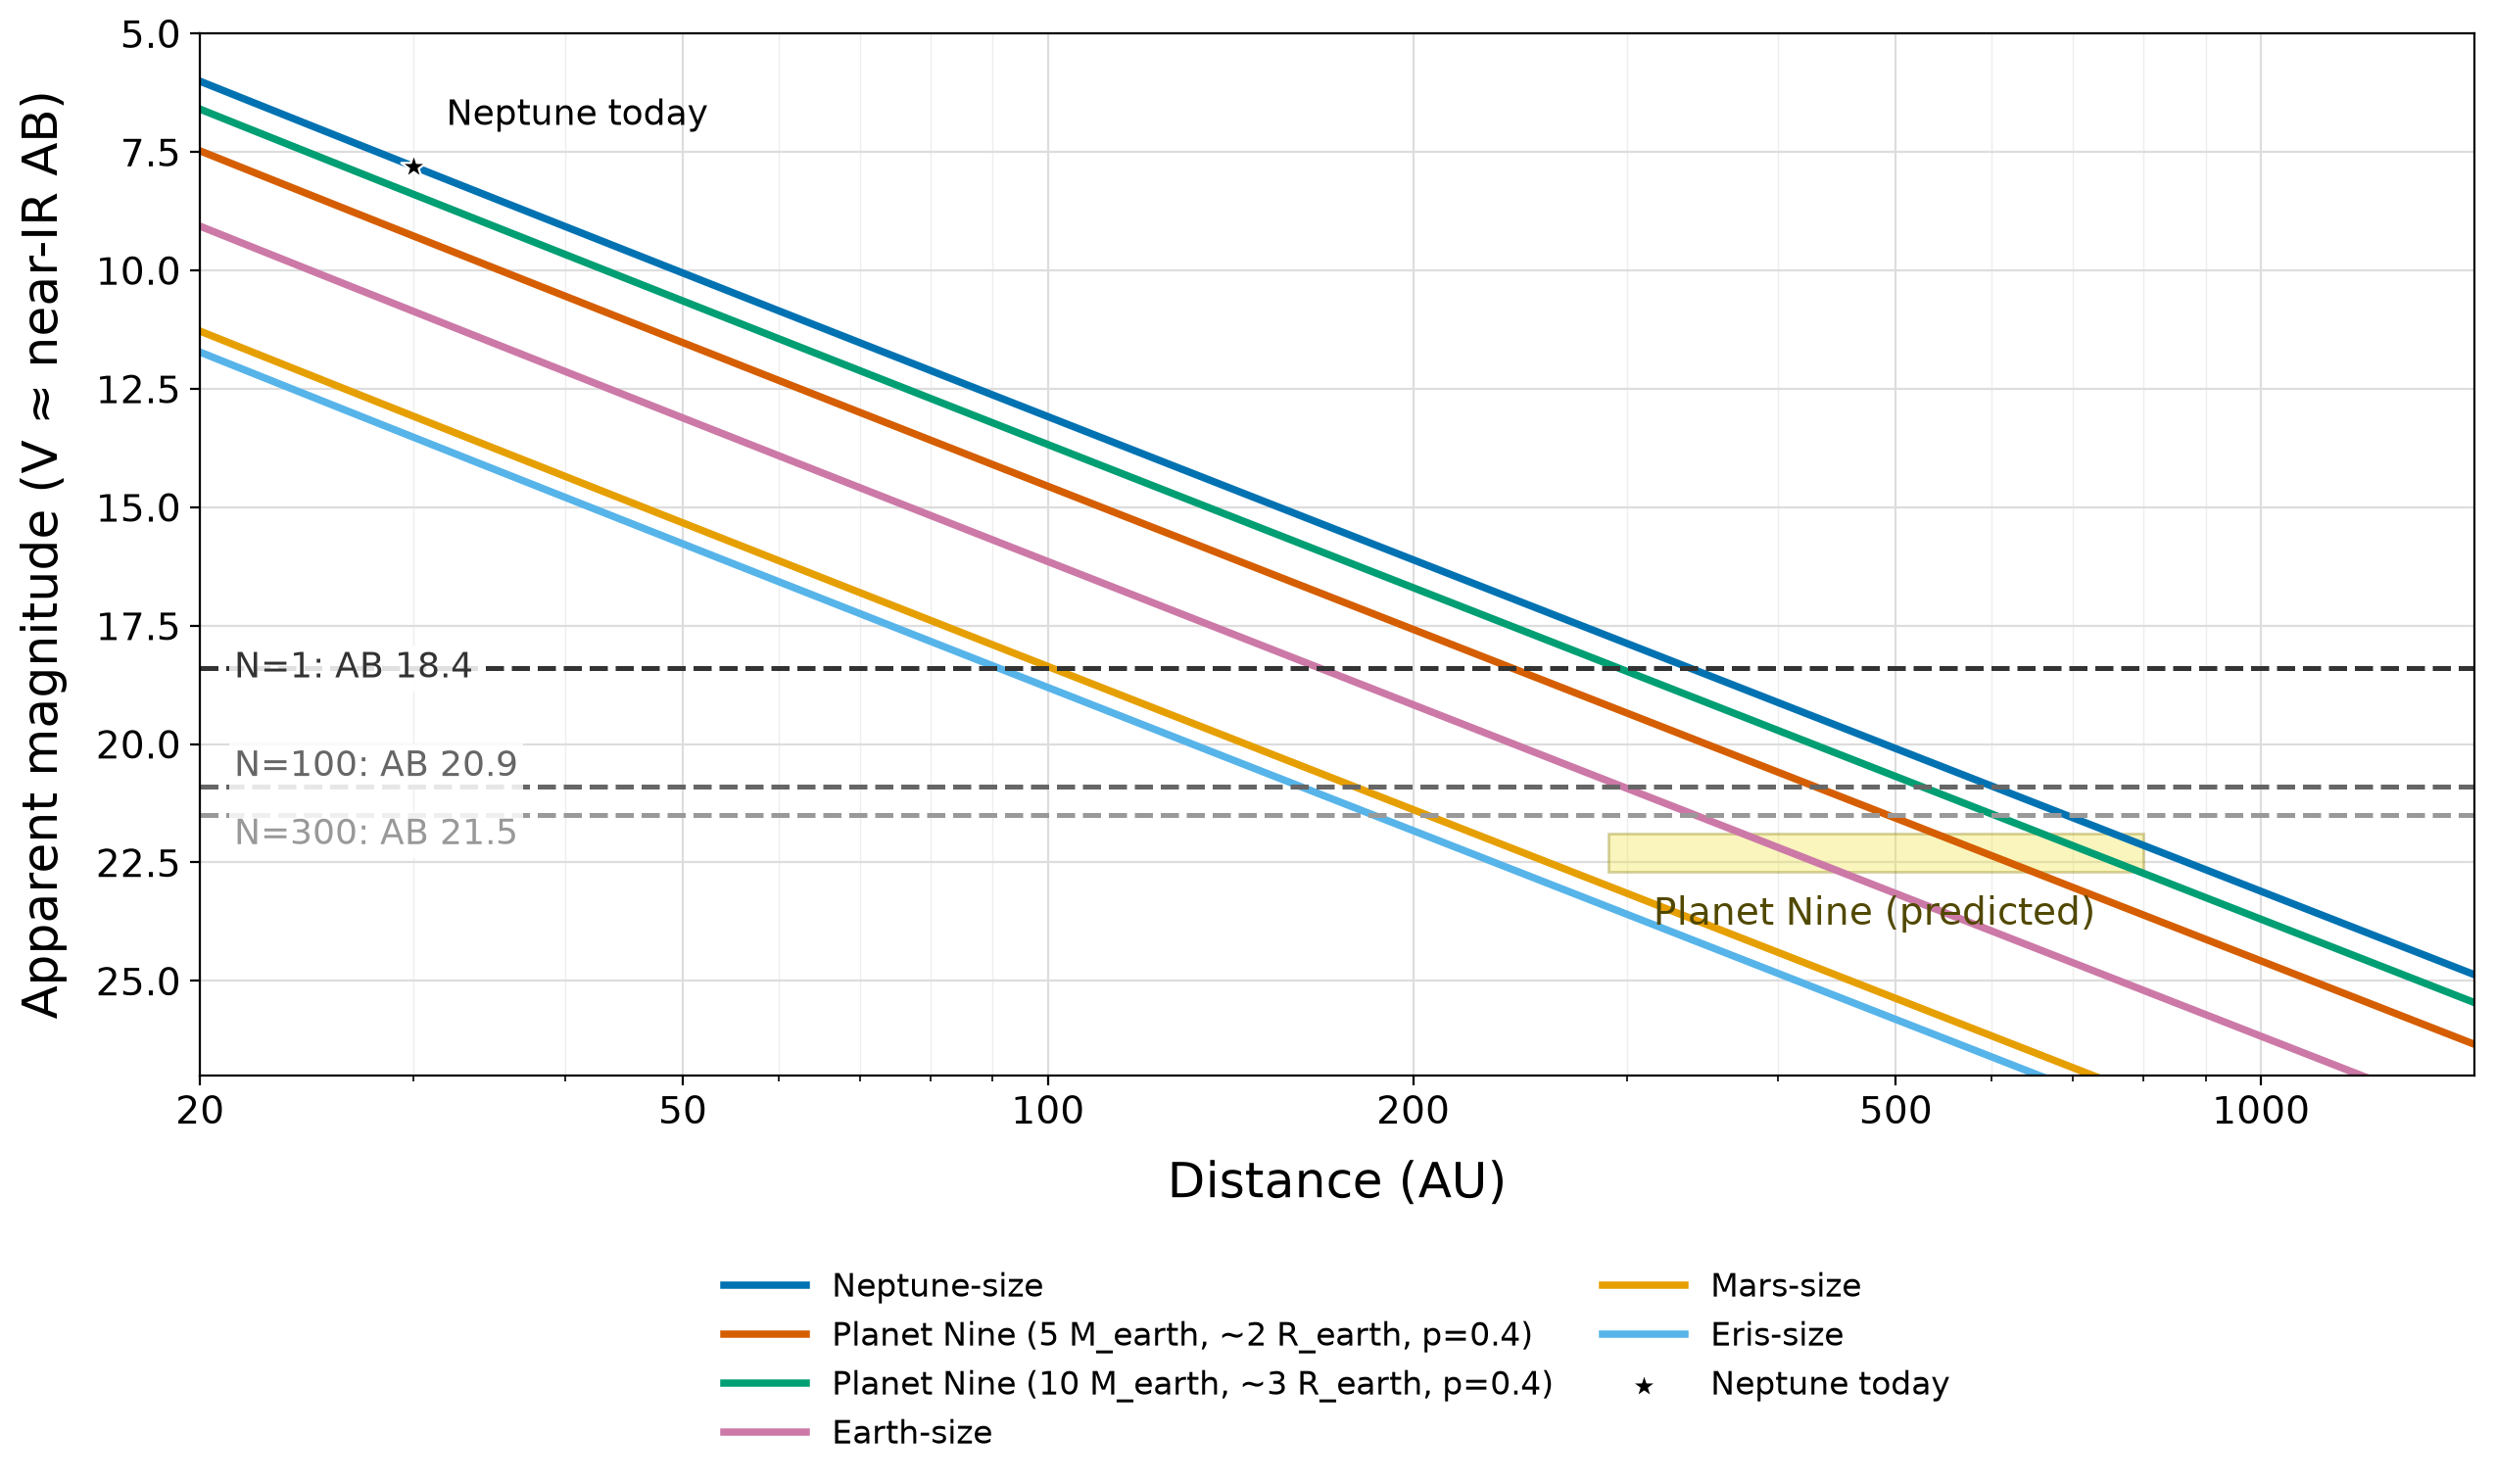 Apparent magnitude (V ≈ near-IR AB)
5.0
7.5
10.0
12.5
15.0
17.5
20.0
22.5
25.0
Neptune today
N=1: AB 18.4
N=100: AB 20.9
N=300: AB 21.5
Planet Nine (predicted)
20
50
100
200
500
1000
Distance (AU)
Neptune-size
Planet Nine (5 M_earth, ~2 R_earth, p=0.4)
Planet Nine (10 M_earth, ~3 R_earth, p=0.4)
Earth-size
Mars-size
Eris-size
Neptune today